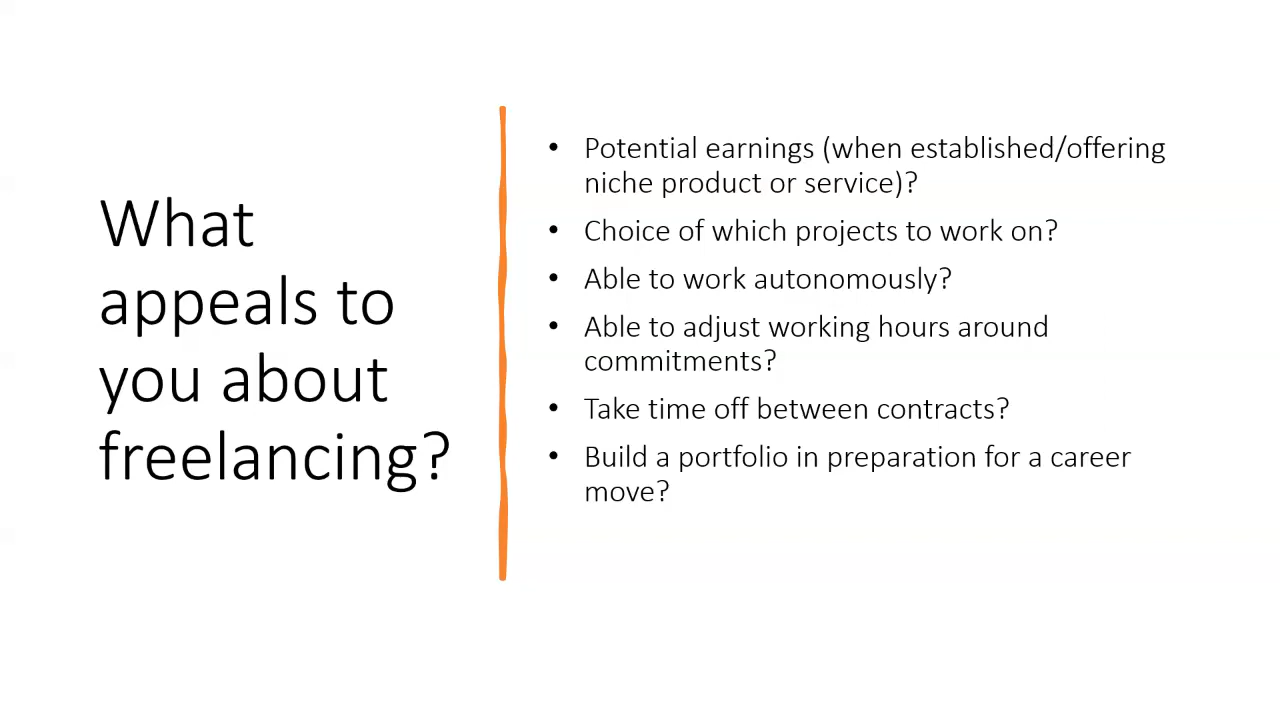 What
appeals to
you about
freelancing?
• Potential earnings (when established/offering
niche product or service)?
• Choice of which projects to work on?
• Able to work autonomously?
• Able to adjust working hours around
commitments?
• Take time off between contracts?
• Build a portfolio in preparation for a career
move?